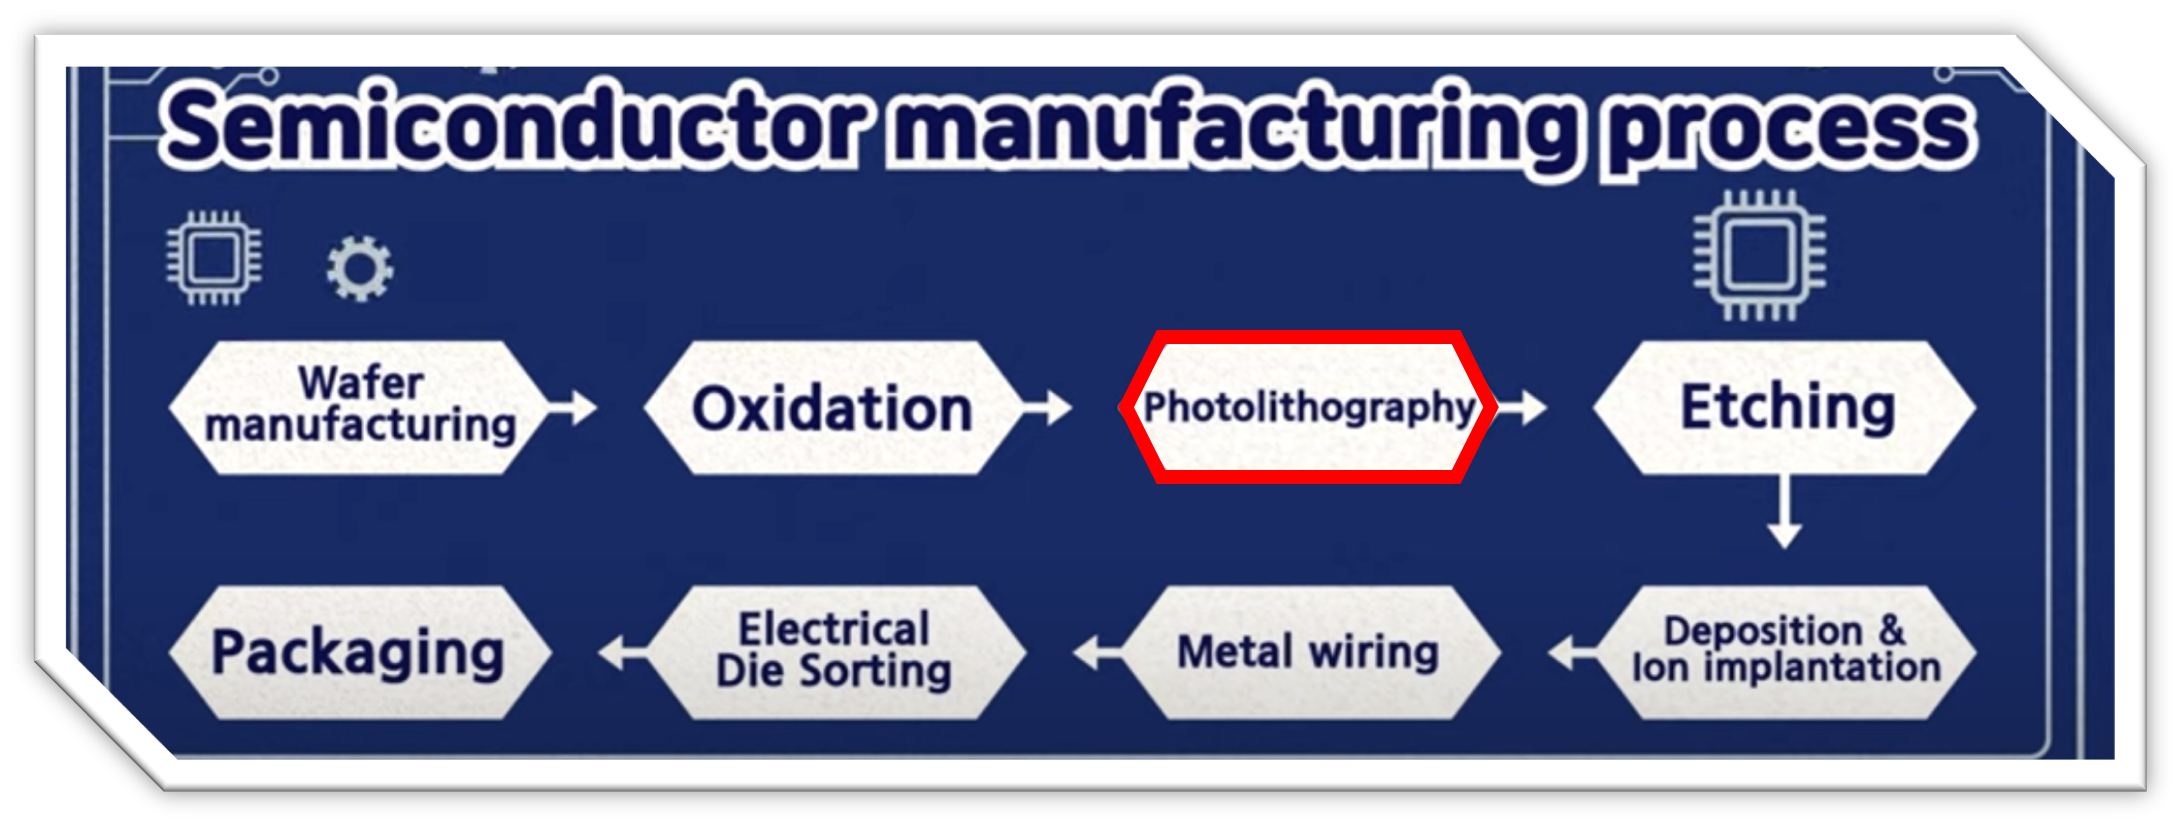 Semiconductor manufacturing process
Wafer
manufacturing
Oxidation
Photolithography
Etching
Packaging
Electrical
Die Sorting
Metal wiring
Deposition &
Ion implantation